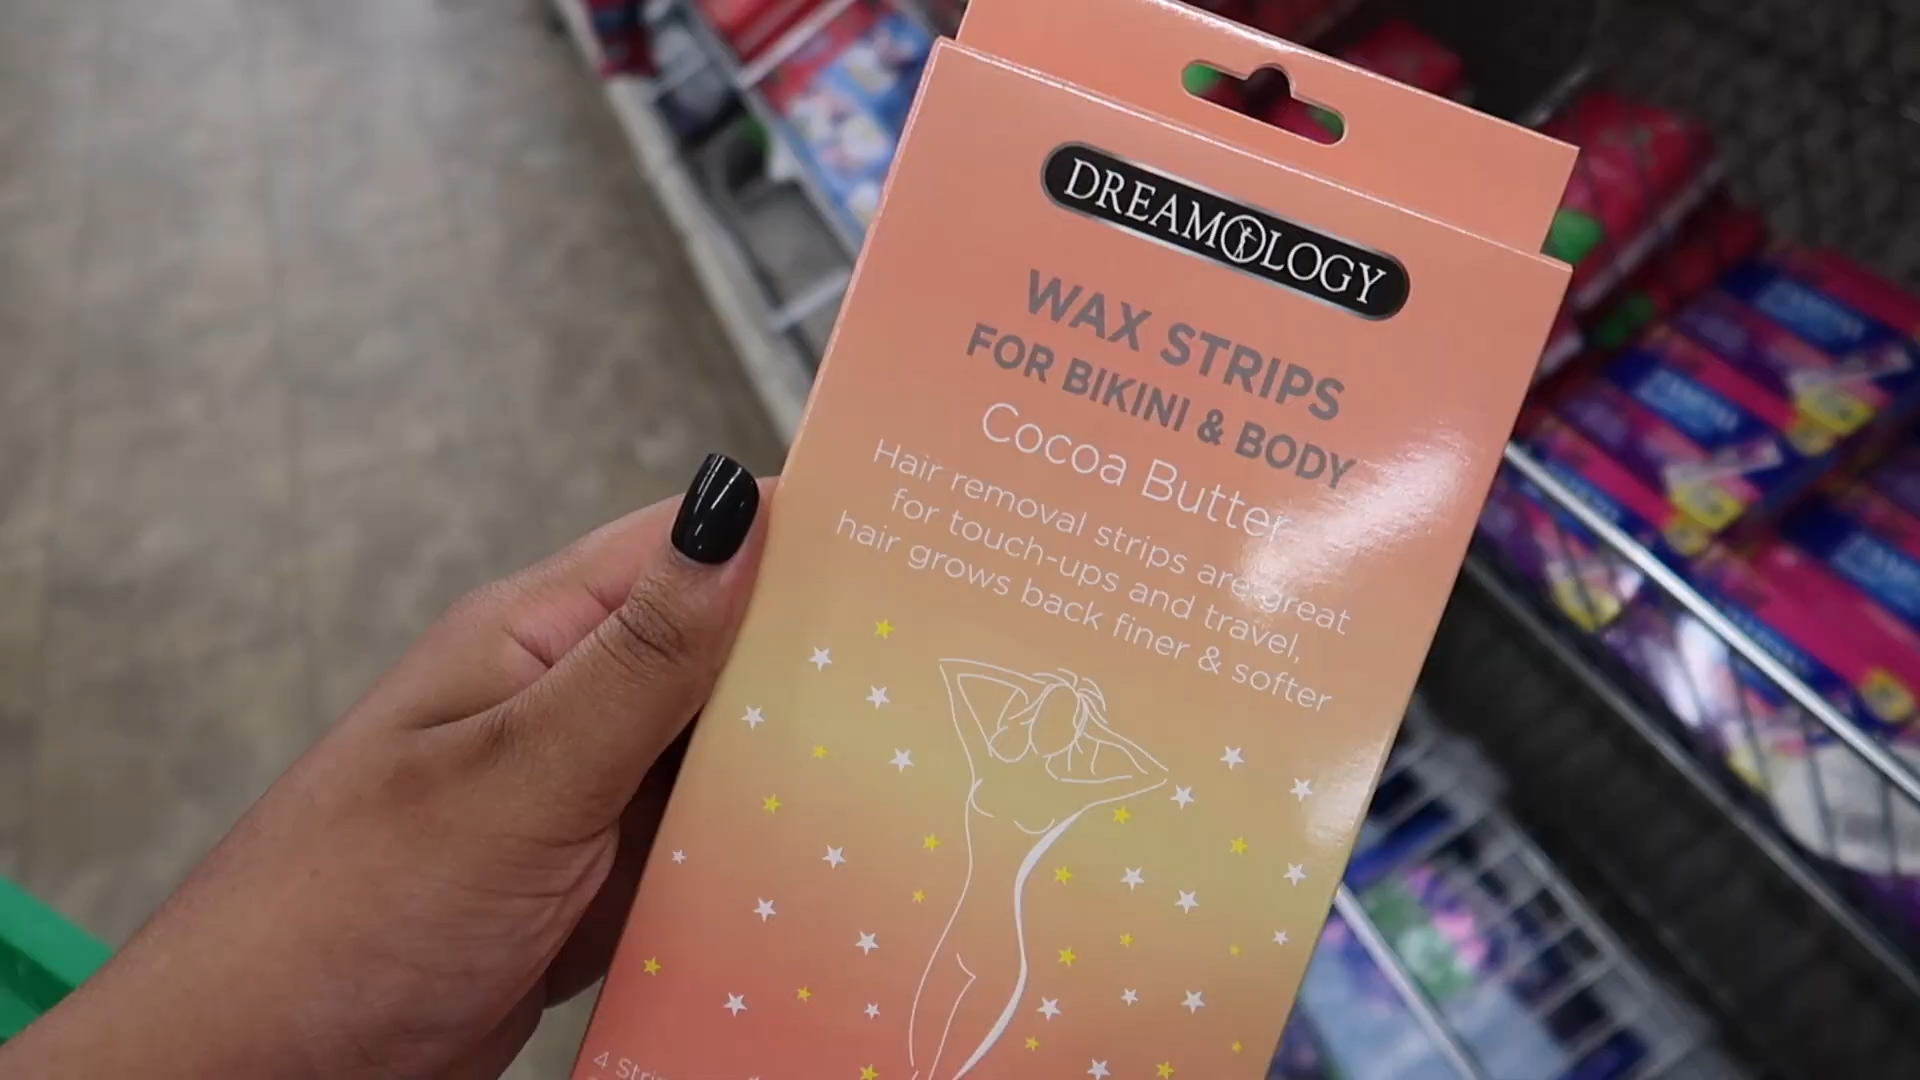 DREAMOLOGY
WAX STRIPS
FOR BIKINI & BODY
Cocoa Butter
Hair removal strips are great
for touch-ups and travel,
hair grows back finer & softer
4